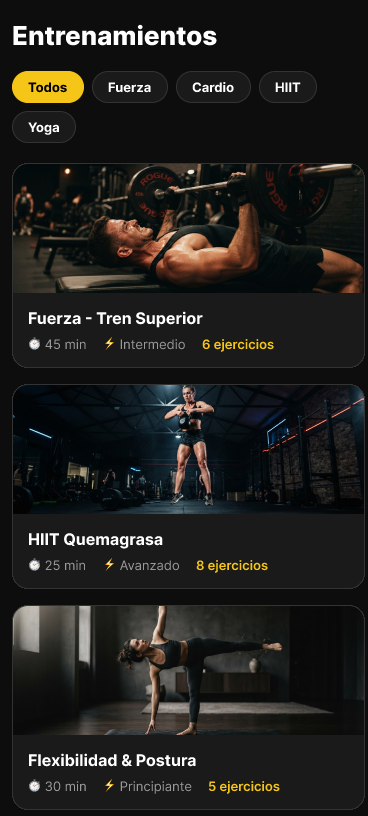 Entrenamientos
Todos Fuerza Cardio HIIT
Yoga
ROGUE
Fuerza - Tren Superior
45 min Intermedio 6 ejercicios
HIIT Quemagrasa
25 min Avanzado 8 ejercicios
Flexibilidad & Postura
30 min Principiante 5 ejercicios